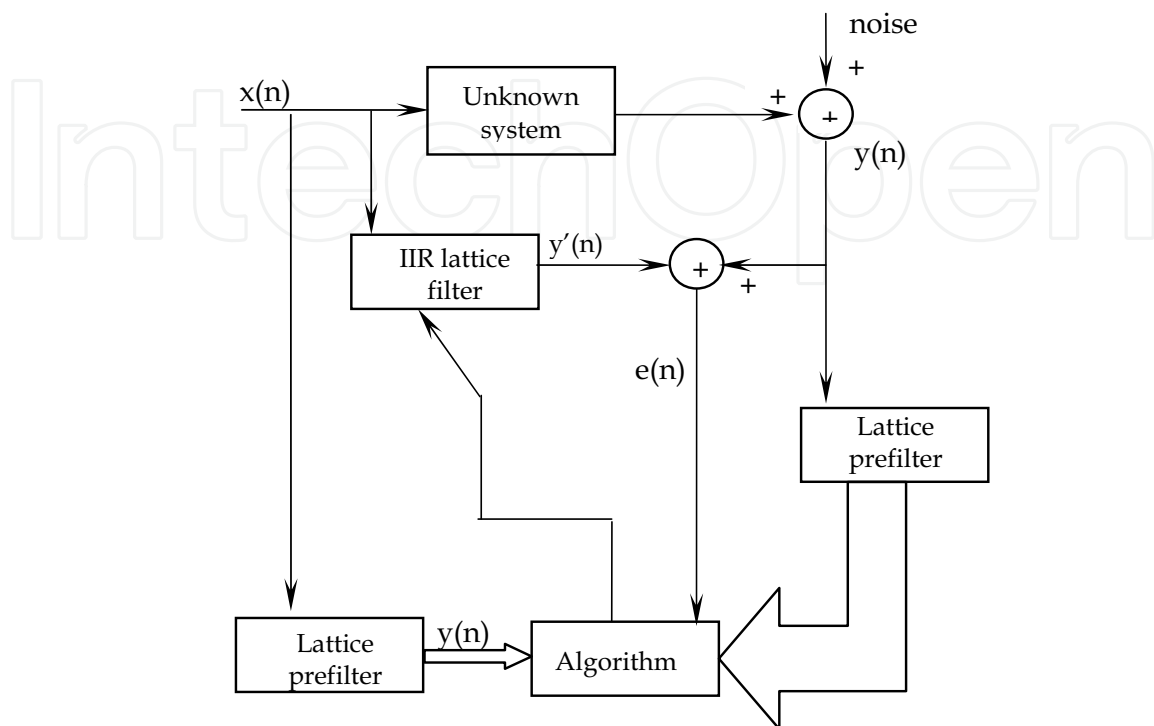 noise
+
x(n)
Unknown
system
+
+
y(n)
IntechOpen
IIR lattice
filter
y'(n)
+
+
e(n)
Lattice
prefilter
Lattice
prefilter
y(n)
Algorithm